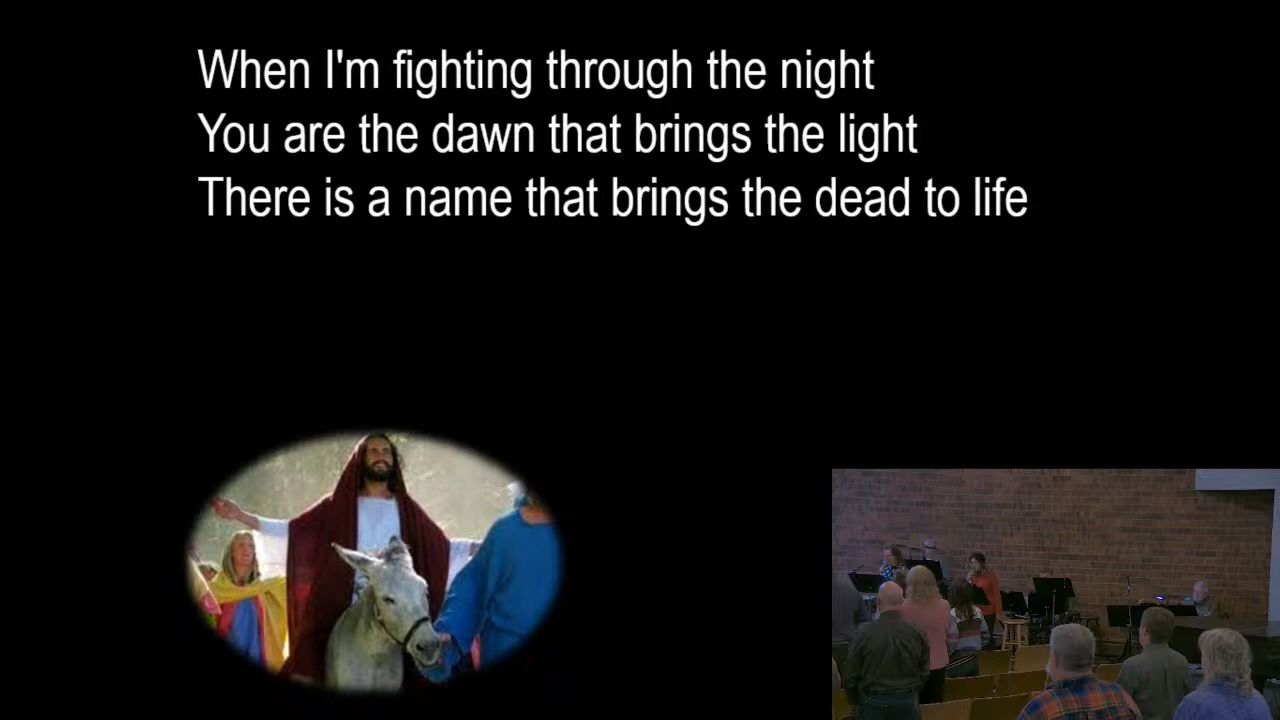 When I'm fighting through the night
You are the dawn that brings the light
There is a name that brings the dead to life